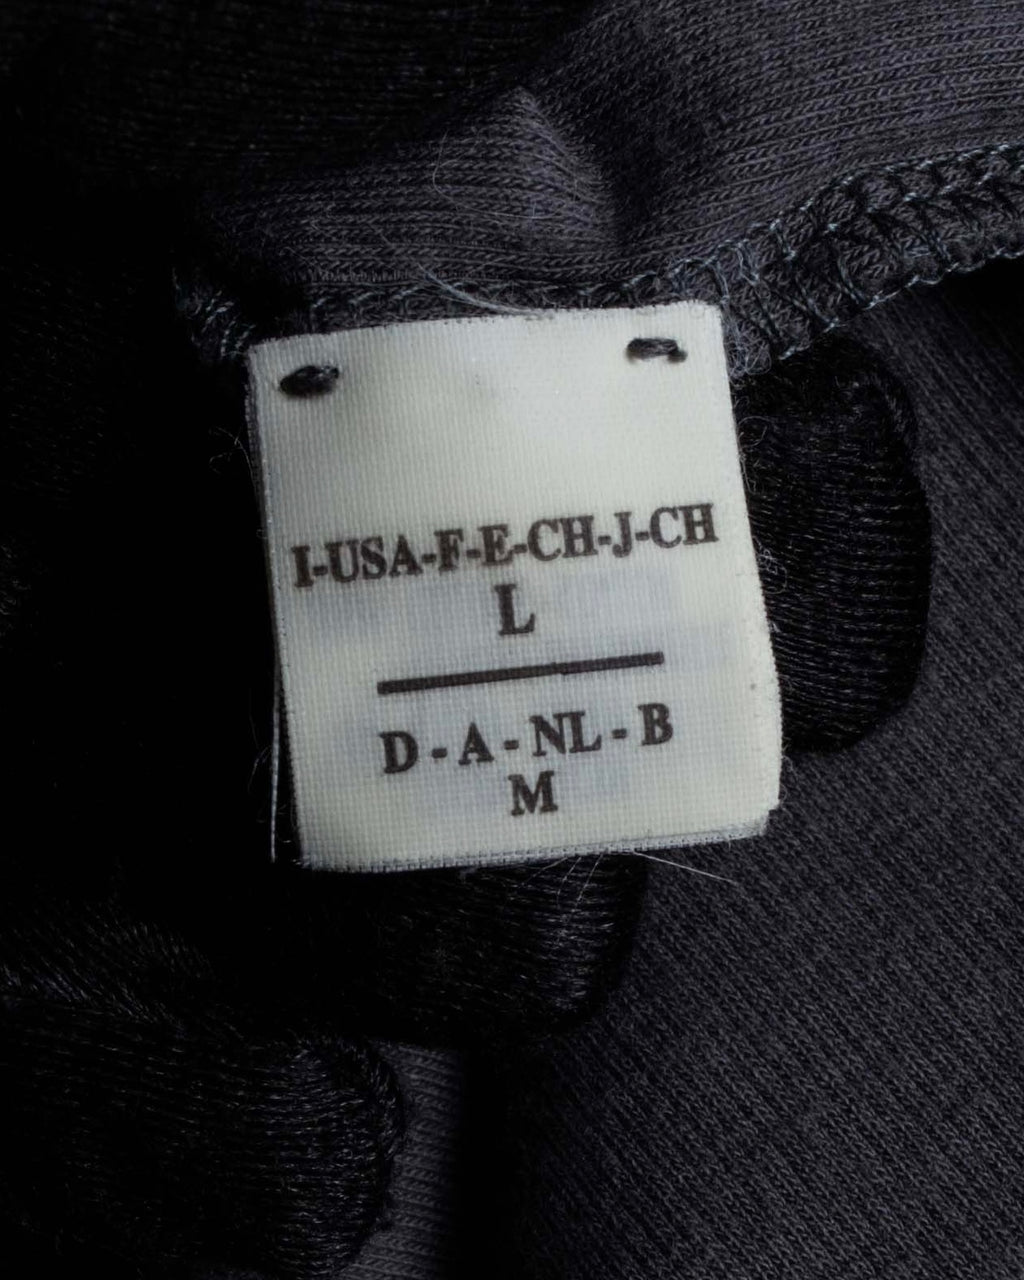 I-USA-F-E-CH-J-CH
L
D - A - NL - B
M